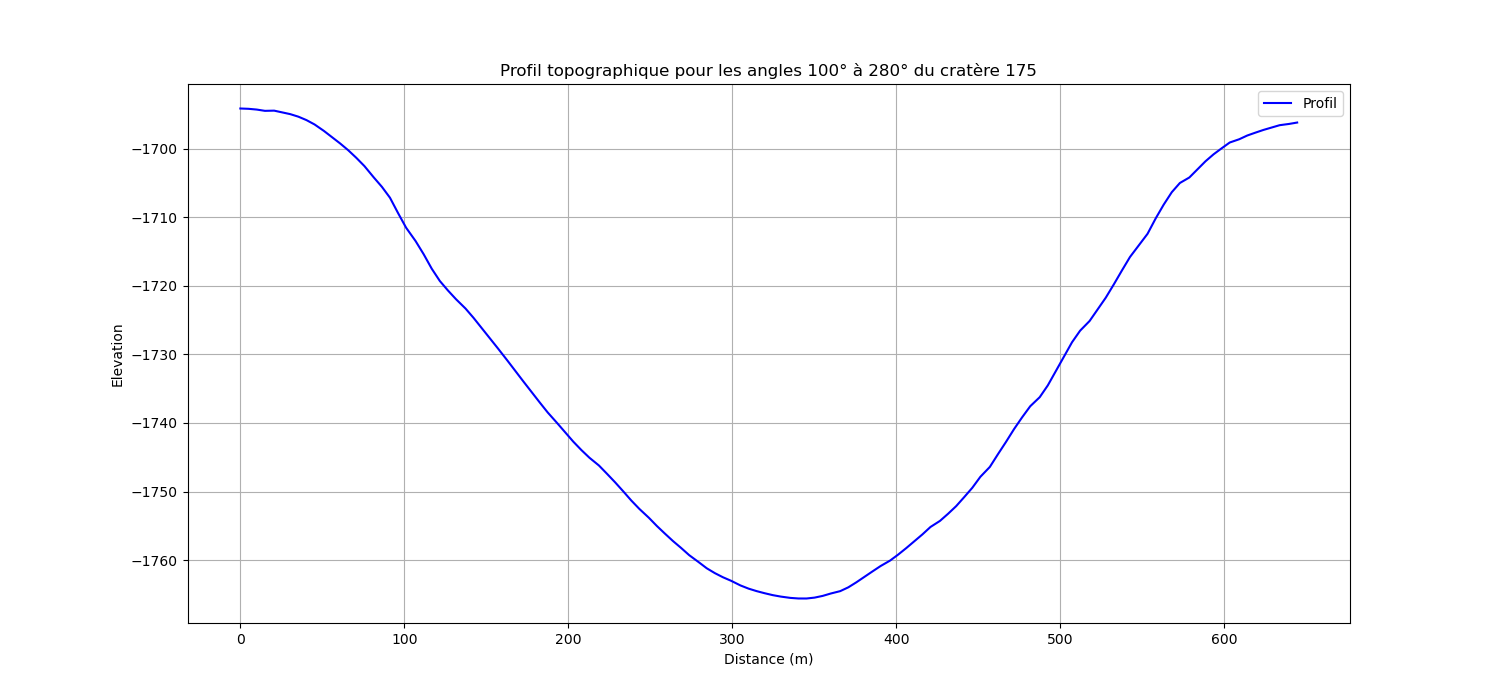 Profil topographique pour les angles 100° à 280° du cratère 175
Profil
−1700
−1710
−1720
−1730
−1740
−1750
−1760
Elevation
0 100 200 300 400 500 600
Distance (m)